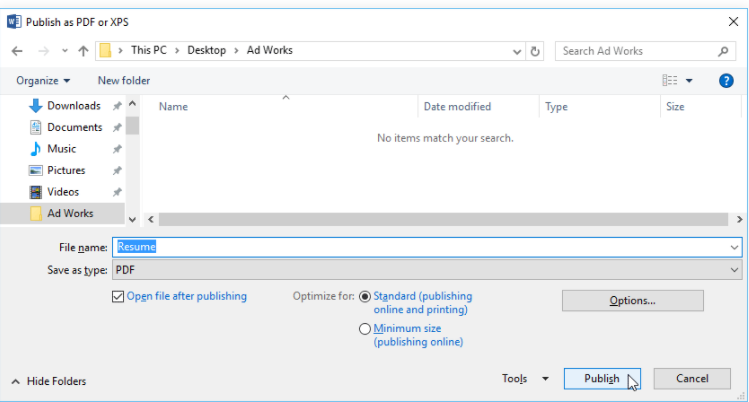 Publish as PDF or XPS
This PC > Desktop > Ad Works
Search Ad Works
Organize New folder
Name Date modified Type Size
No items match your search.
Downloads
Documents
Music
Pictures
Videos
Ad Works
File name: Resume
Save as type: PDF
Open file after publishing
Optimize for: Standard (publishing
online and printing)
Minimum size
(publishing online)
Options...
Hide Folders
Tools Publish Cancel